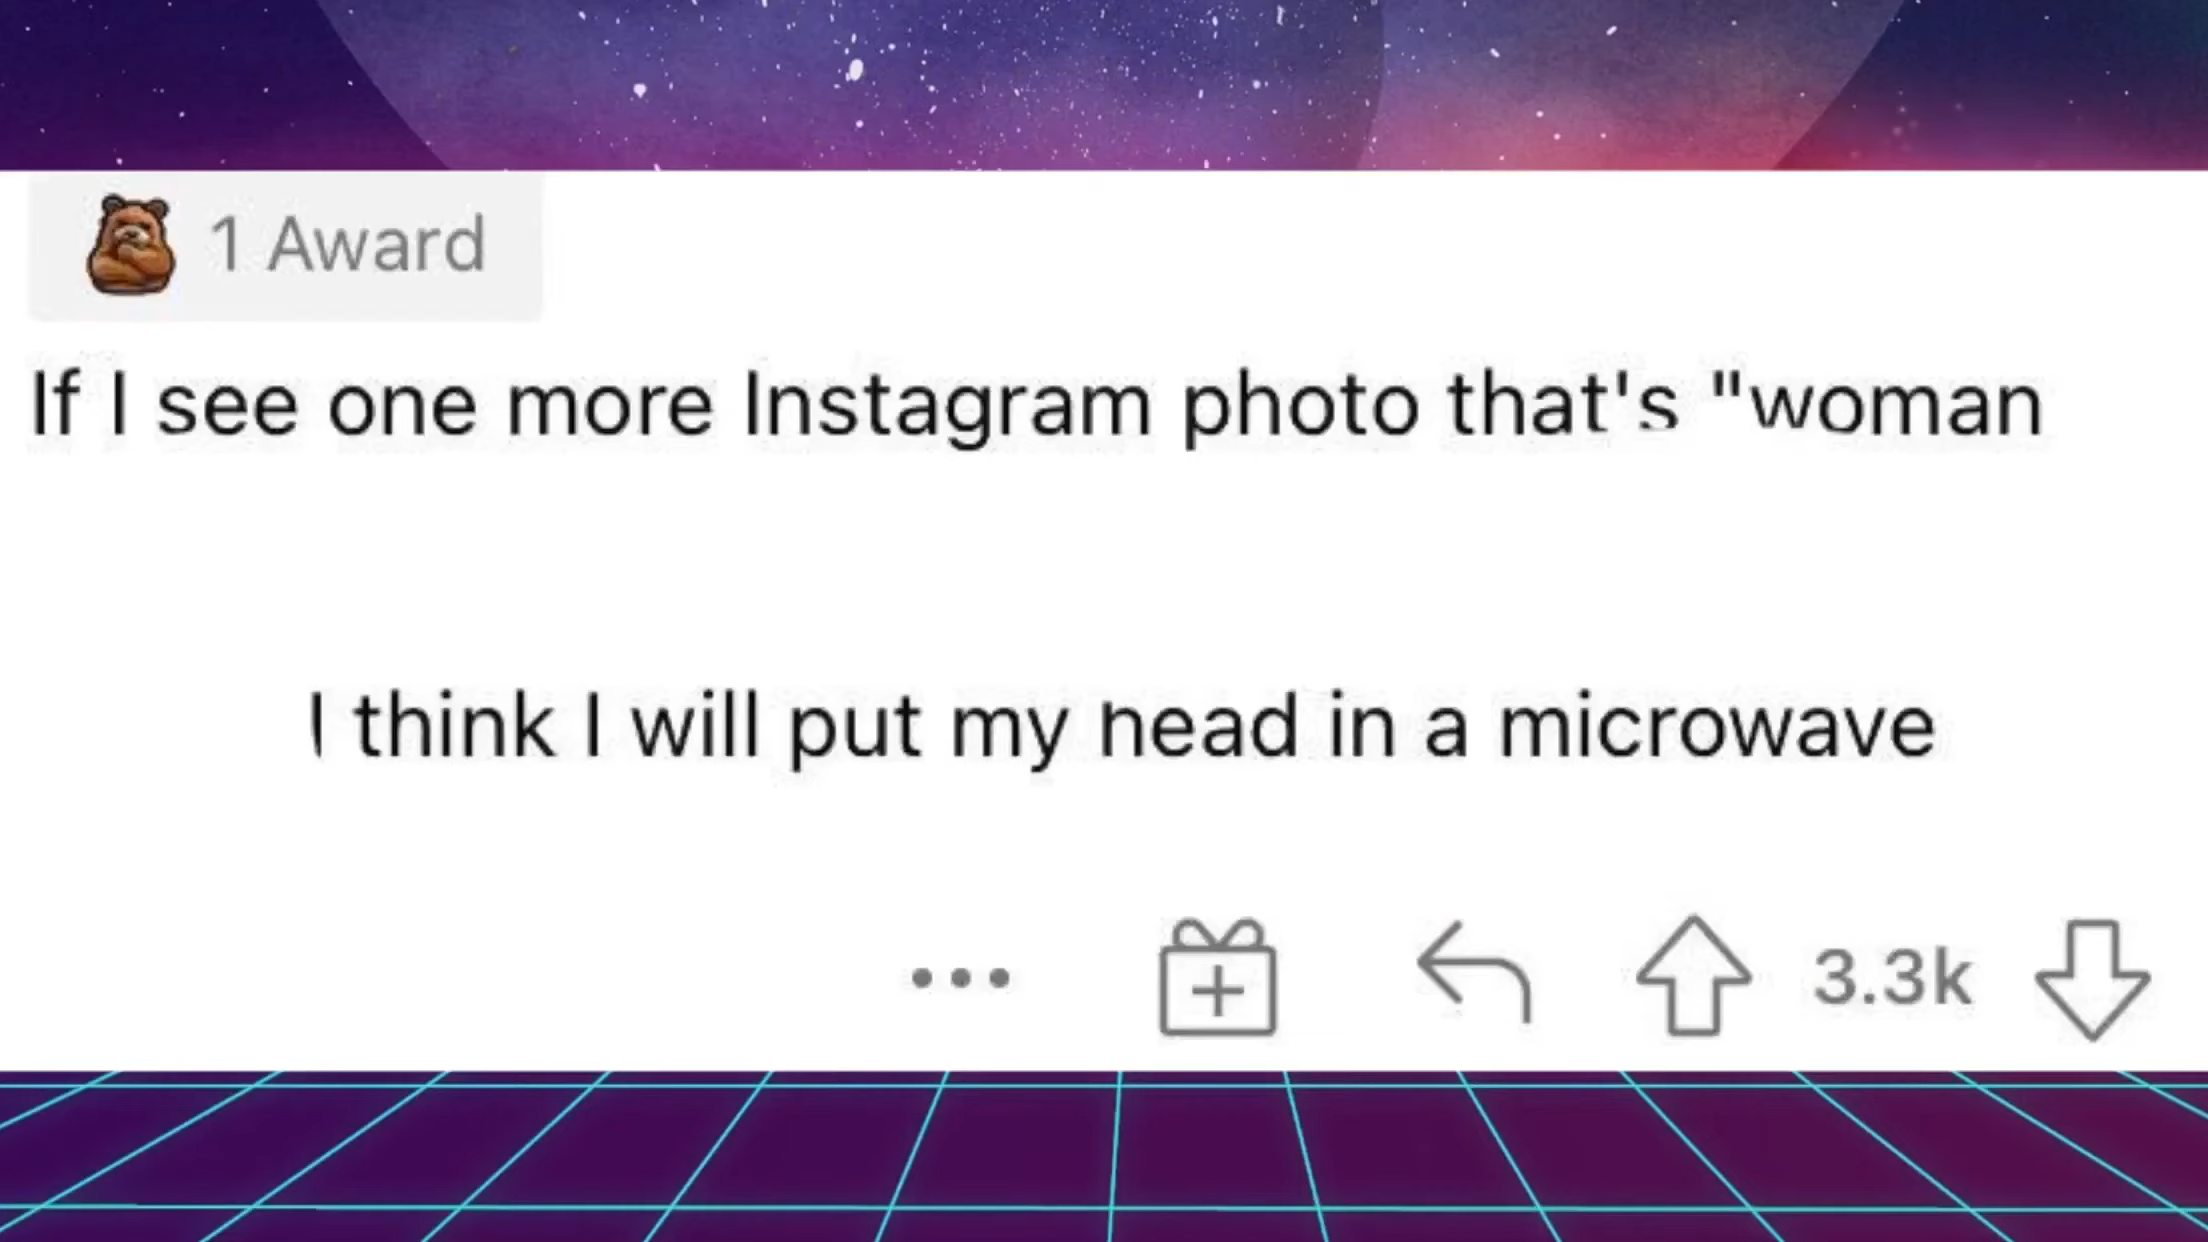 1 Award
If I see one more Instagram photo that's "woman
I think I will put my head in a microwave
3.3k